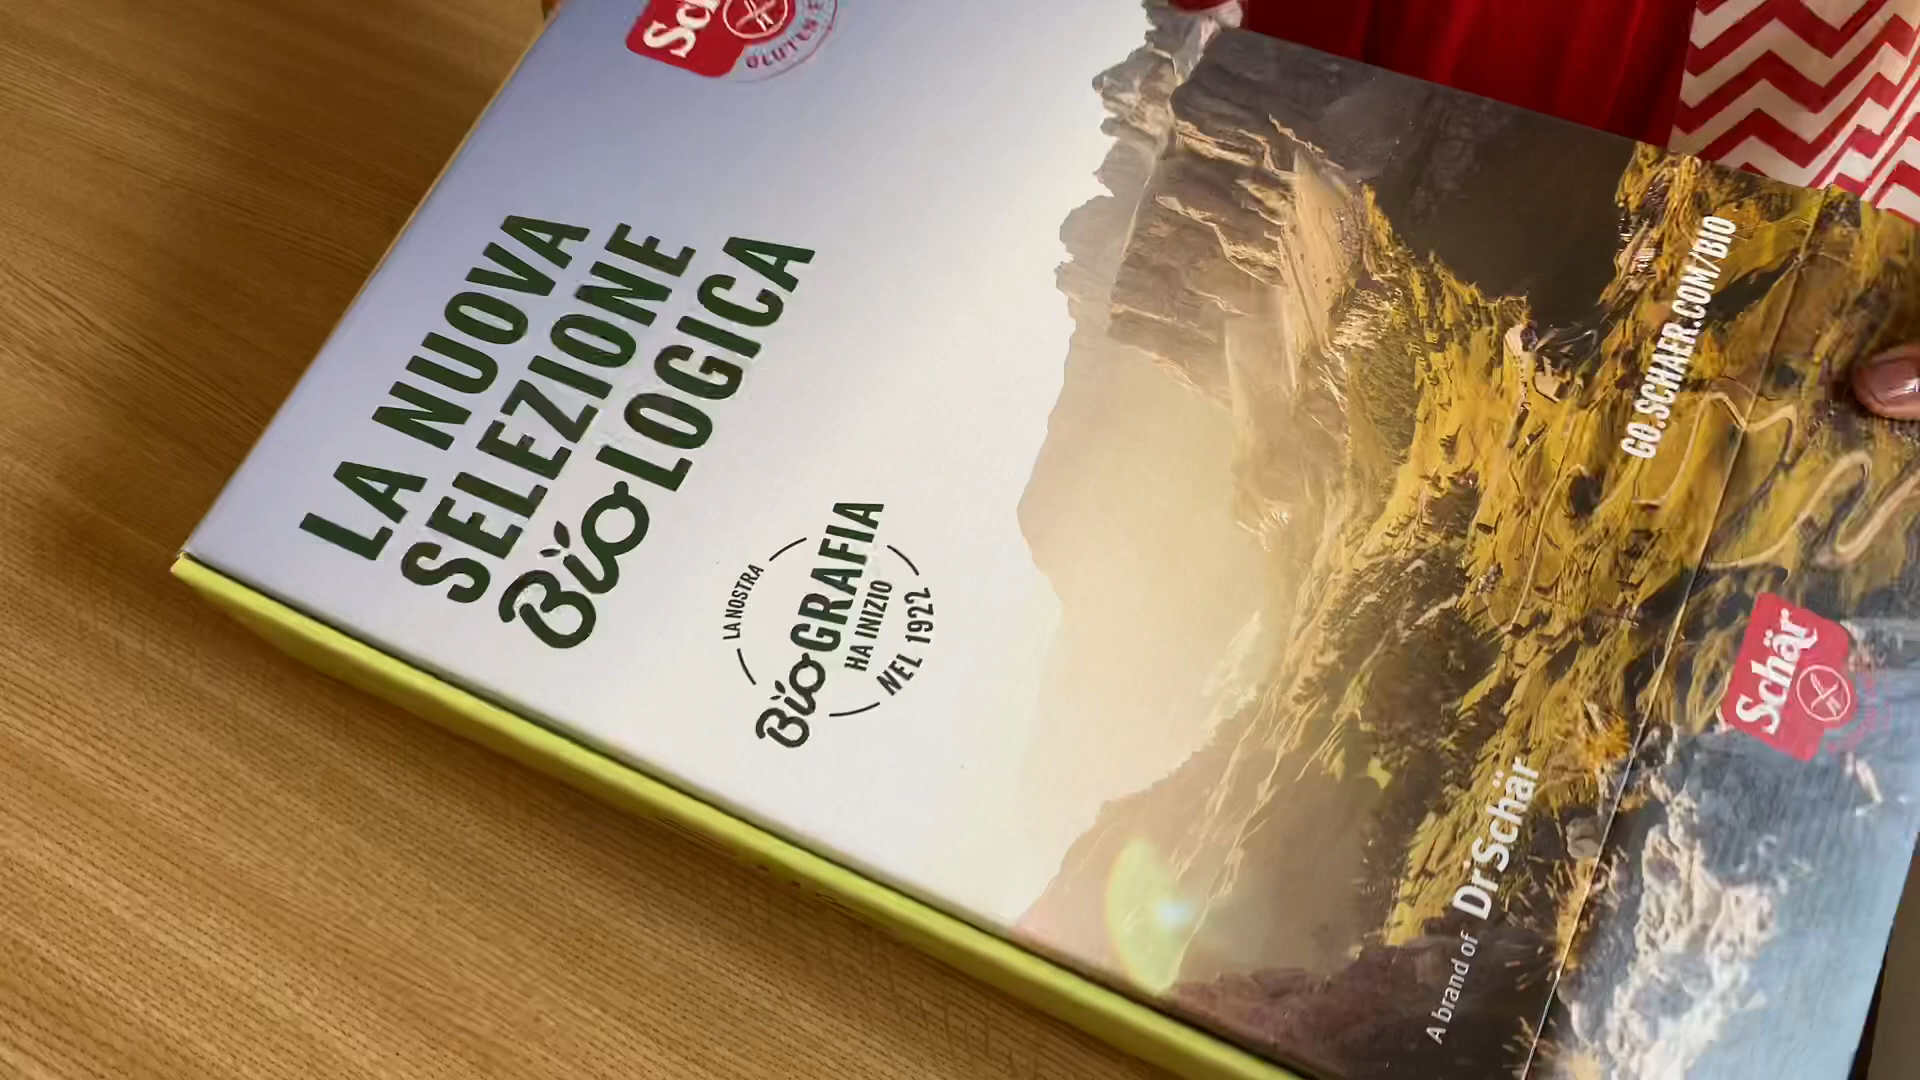 Schär
LA NUOVA
SELEZIONE
BioLOGICA
LA NOSTRA
BioGRAFIA
HA INIZIO
NEL 1922
GO.SCHAER.COM/BIO
A brand of Dr Schär